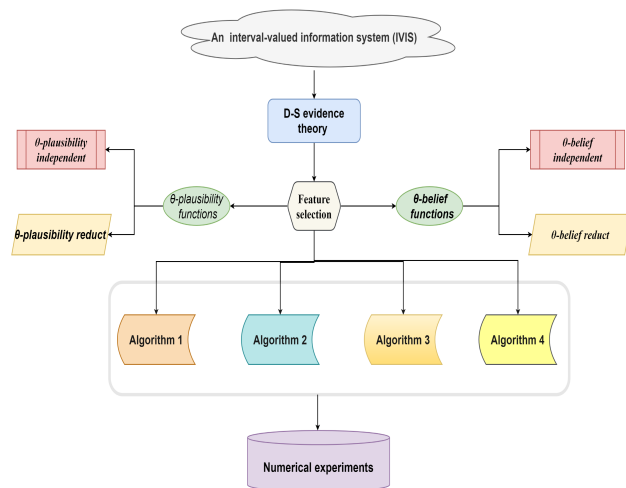 An interval-valued information system (IVIS)
D-S evidence
theory
θ-plausibility
independent
θ-belief
independent
θ-plausibility
functions
Feature
selection
θ-belief
functions
θ-plausibility reduct
θ-belief reduct
Algorithm 1
Algorithm 2
Algorithm 3
Algorithm 4
Numerical experiments